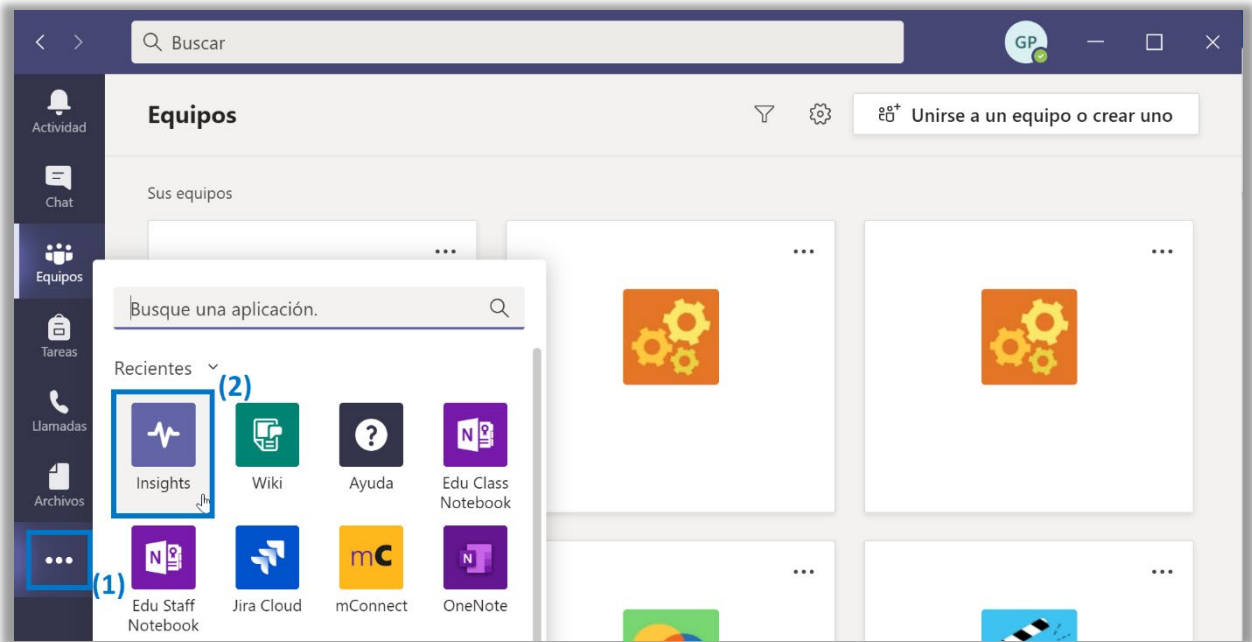 Buscar
GP
Actividad
Chat
Equipos
Tareas
Llamadas
Archivos
Equipos
Unirse a un equipo o crear uno
Sus equipos
Busque una aplicación.
Recientes
(2)
Insights
Wiki
Ayuda
Edu Class
Notebook
(1)
N
N
mC
N
Edu Staff
Notebook
Jira Cloud
mConnect
OneNote